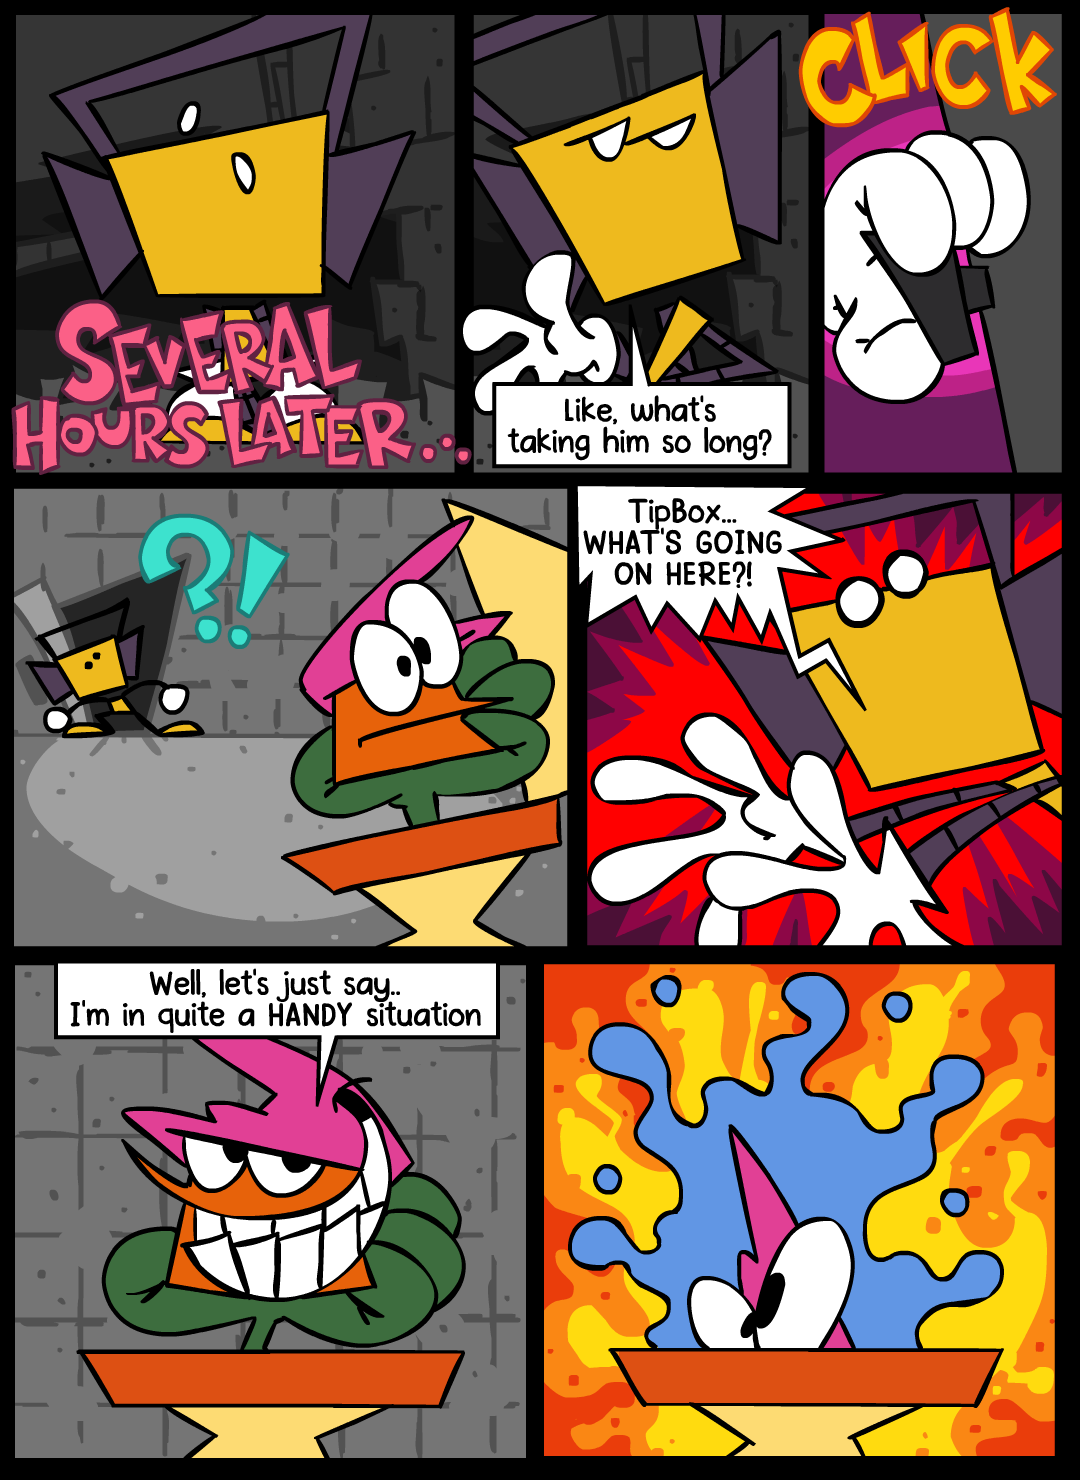 SEVERAL
HOURS LATER...
Like, what's
taking him so long?
CLICK
?!
TipBox...
WHAT'S GOING
ON HERE?!
Well, let's just say..
I'm in quite a HANDY situation